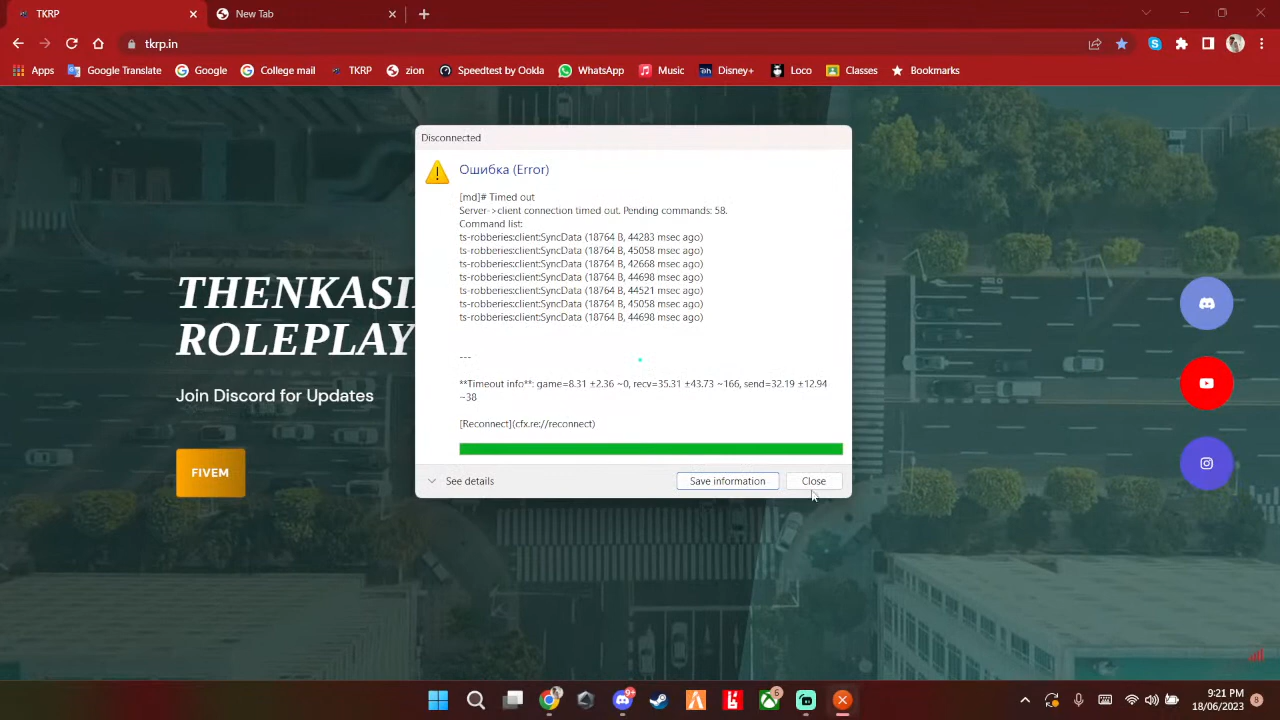 TKRP
New Tab
tkrp.in
Apps
Google Translate
Google
College mail
TKRP
zion
Speedtest by Ookla
WhatsApp
Music
Disney+
Loco
Classes
Bookmarks
Disconnected
Ошибка (Error)
[md]# Timed out
Server->client connection timed out. Pending commands: 58.
Command list:
ts-robberies:client:SyncData (18764 B, 44283 msec ago)
ts-robberies:client:SyncData (18764 B, 45058 msec ago)
ts-robberies:client:SyncData (18764 B, 42668 msec ago)
ts-robberies:client:SyncData (18764 B, 44698 msec ago)
ts-robberies:client:SyncData (18764 B, 44521 msec ago)
ts-robberies:client:SyncData (18764 B, 45058 msec ago)
ts-robberies:client:SyncData (18764 B, 44698 msec ago)
---
**Timeout info**: game=8.31 ±2.36 ~0, recv=35.31 ±43.73 ~166, send=32.19 ±12.94
~38
[Reconnect](cfx.re://reconnect)
See details
Save information
Close
ROLEPLAY
Join Discord for Updates
FIVEM
9+
6
9:21 PM
18/06/2023
8